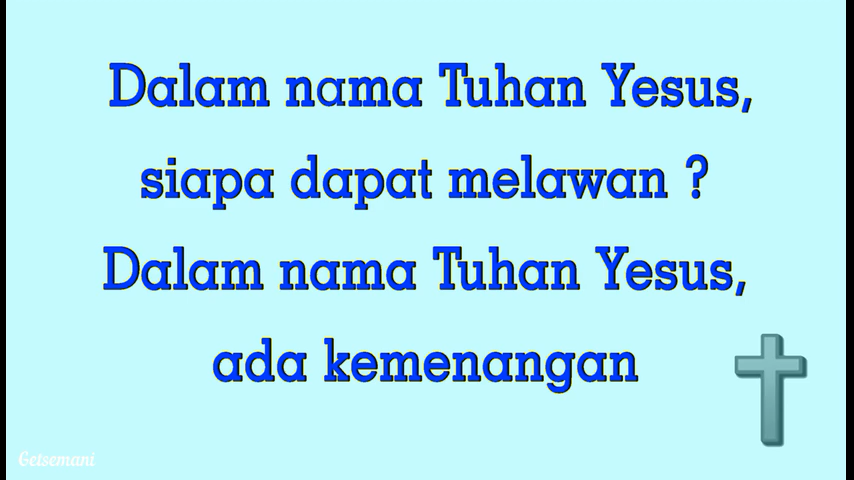 Dalam nama Tuhan Yesus,
siapa dapat melawan ?
Dalam nama Tuhan Yesus,
ada kemenangan
Getsemani